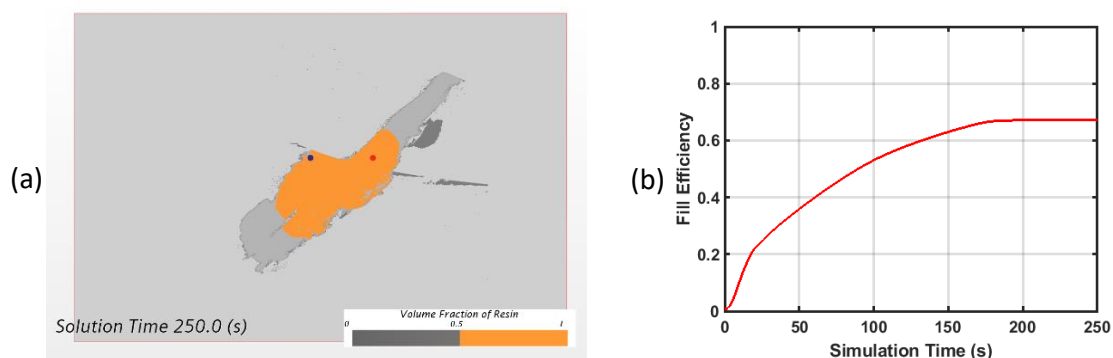 (a)
Solution Time 250.0 (s)
Volume Fraction of Resin
0 0.5 1
(b)
Fill Efficiency
1
0.8
0.6
0.4
0.2
0
0 50 100 150 200 250
Simulation Time (s)